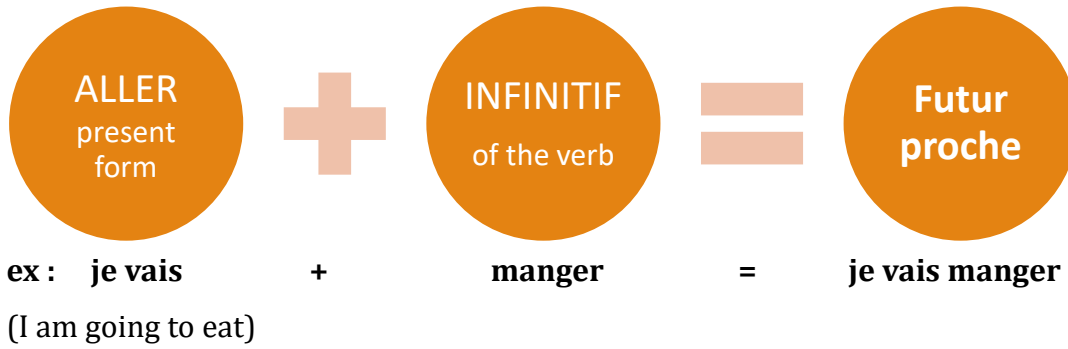 ALLER
present
form
INFINITIF
of the verb
Futur
proche
ex : je vais + manger = je vais manger
(I am going to eat)